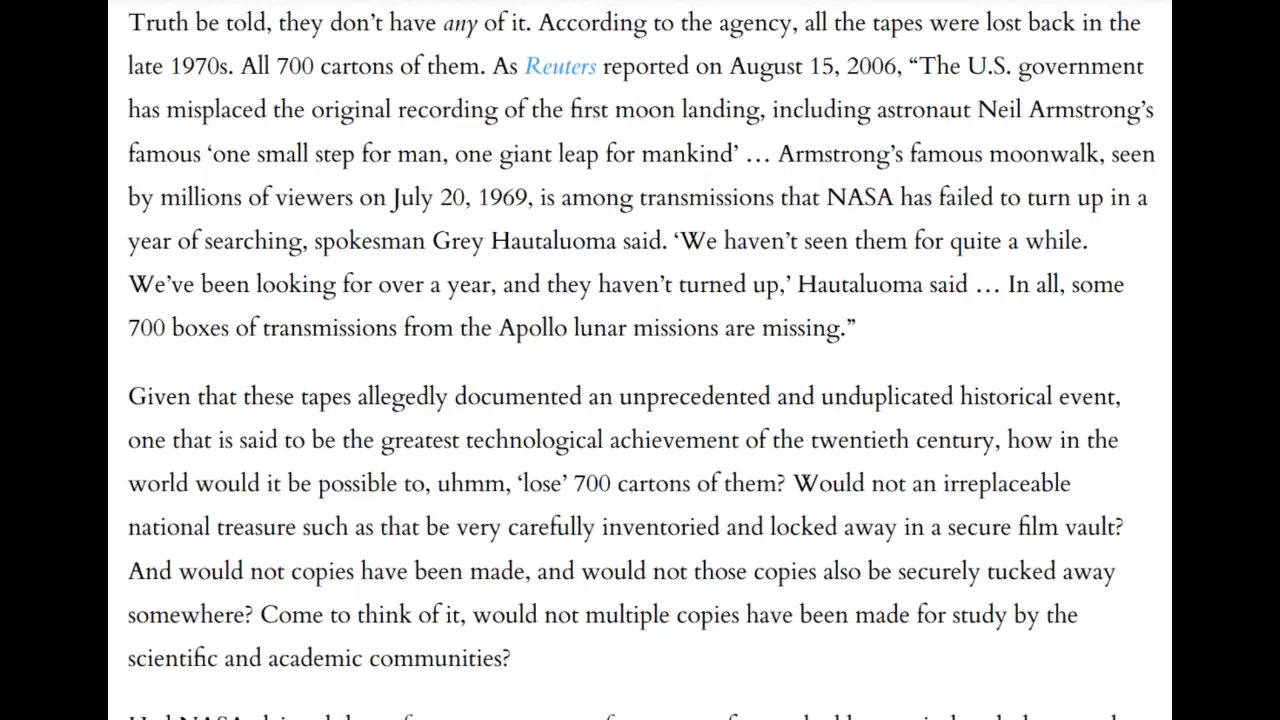 Truth be told, they don’t have any of it. According to the agency, all the tapes were lost back in the
late 1970s. All 700 cartons of them. As Reuters reported on August 15, 2006, “The U.S. government
has misplaced the original recording of the first moon landing, including astronaut Neil Armstrong’s
famous ‘one small step for man, one giant leap for mankind’ … Armstrong’s famous moonwalk, seen
by millions of viewers on July 20, 1969, is among transmissions that NASA has failed to turn up in a
year of searching, spokesman Grey Hautaluoma said. ‘We haven’t seen them for quite a while.
We’ve been looking for over a year, and they haven’t turned up,’ Hautaluoma said … In all, some
700 boxes of transmissions from the Apollo lunar missions are missing.”
Given that these tapes allegedly documented an unprecedented and unduplicated historical event,
one that is said to be the greatest technological achievement of the twentieth century, how in the
world would it be possible to, uhmm, ‘lose’ 700 cartons of them? Would not an irreplaceable
national treasure such as that be very carefully inventoried and locked away in a secure film vault?
And would not copies have been made, and would not those copies also be securely tucked away
somewhere? Come to think of it, would not multiple copies have been made for study by the
scientific and academic communities?